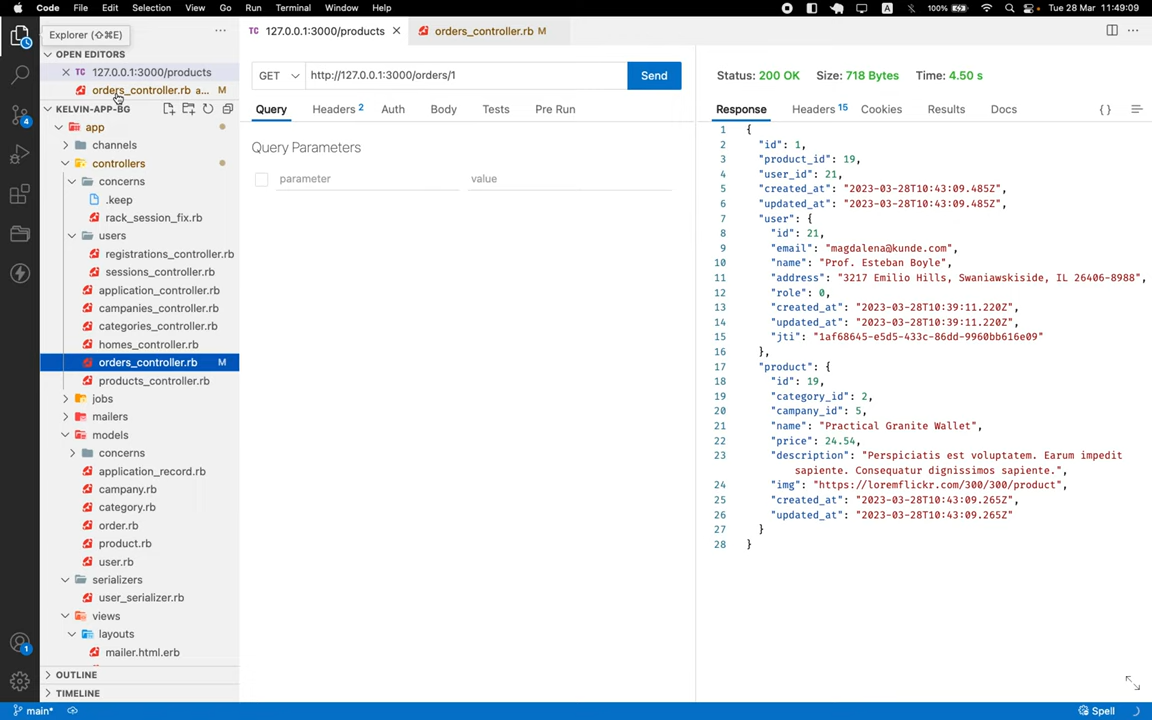 Code File Edit Selection View Go Run Terminal Window Help 100% A Tue 28 Mar 11:49:09
Explorer (⇧⌘E)
OPEN EDITORS
TC 127.0.0.1:3000/products
orders_controller.rb a... M
KELVIN-APP-BG
app
channels
controllers
concerns
.keep
rack_session_fix.rb
users
registrations_controller.rb
sessions_controller.rb
application_controller.rb
campanies_controller.rb
categories_controller.rb
homes_controller.rb
orders_controller.rb M
products_controller.rb
jobs
mailers
models
concerns
application_record.rb
campany.rb
category.rb
order.rb
product.rb
user.rb
serializers
user_serializer.rb
views
layouts
mailer.html.erb
OUTLINE
TIMELINE
4
1
main*
TC 127.0.0.1:3000/products
orders_controller.rb M
GET http://127.0.0.1:3000/orders/1 Send
Query Headers 2 Auth Body Tests Pre Run
Query Parameters
parameter value
Status: 200 OK Size: 718 Bytes Time: 4.50 s
Response Headers 15 Cookies Results Docs { }
1 {
2 "id": 1,
3 "product_id": 19,
4 "user_id": 21,
5 "created_at": "2023-03-28T10:43:09.485Z",
6 "updated_at": "2023-03-28T10:43:09.485Z",
7 "user": {
8 "id": 21,
9 "email": "magdalena@kunde.com",
10 "name": "Prof. Esteban Boyle",
11 "address": "3217 Emilio Hills, Swaniawskiside, IL 26406-8988",
12 "role": 0,
13 "created_at": "2023-03-28T10:39:11.220Z",
14 "updated_at": "2023-03-28T10:39:11.220Z",
15 "jti": "1af68645-e5d5-433c-86dd-9960bb616e09"
16 },
17 "product": {
18 "id": 19,
19 "category_id": 2,
20 "campany_id": 5,
21 "name": "Practical Granite Wallet",
22 "price": 24.54,
23 "description": "Perspiciatis est voluptatem. Earum impedit
sapiente. Consequatur dignissimos sapiente.",
24 "img": "https://loremflickr.com/300/300/product",
25 "created_at": "2023-03-28T10:43:09.265Z",
26 "updated_at": "2023-03-28T10:43:09.265Z"
27 }
28 }
Spell